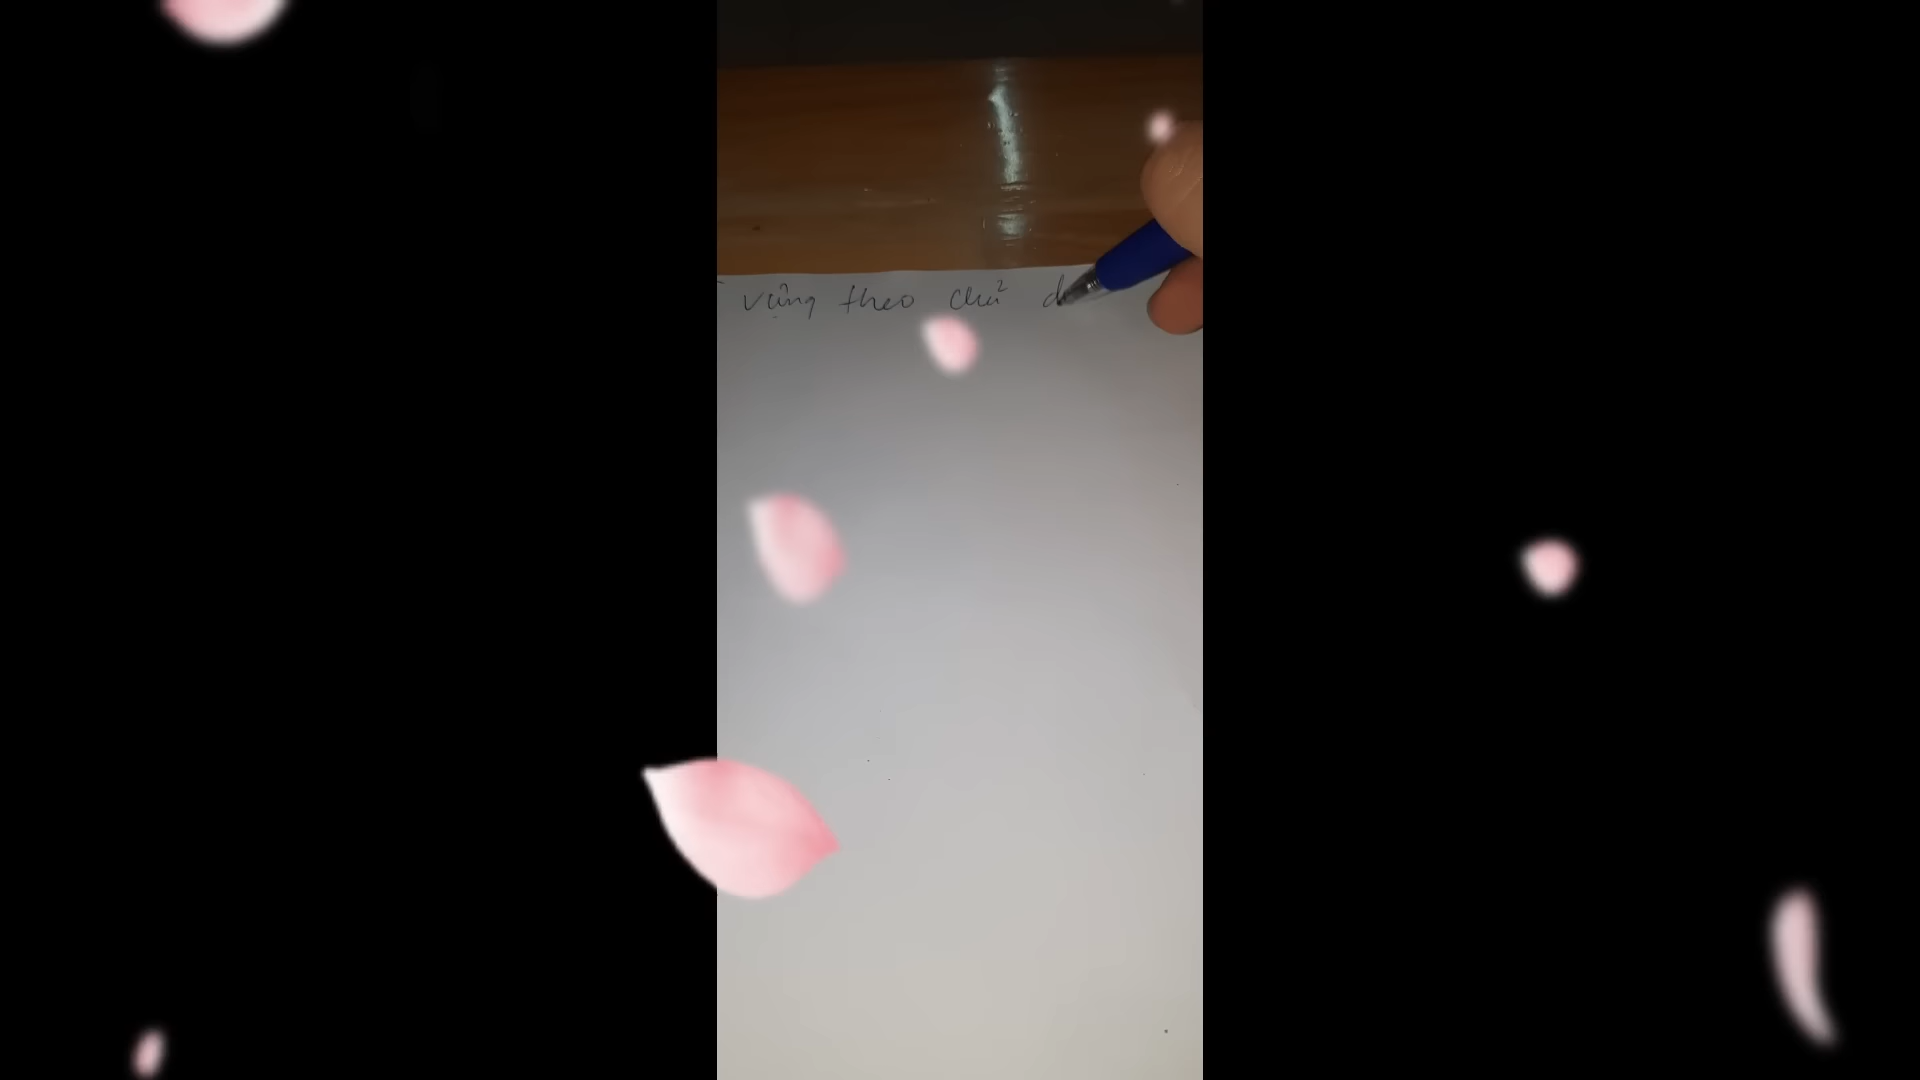 vựng theo chủ đ